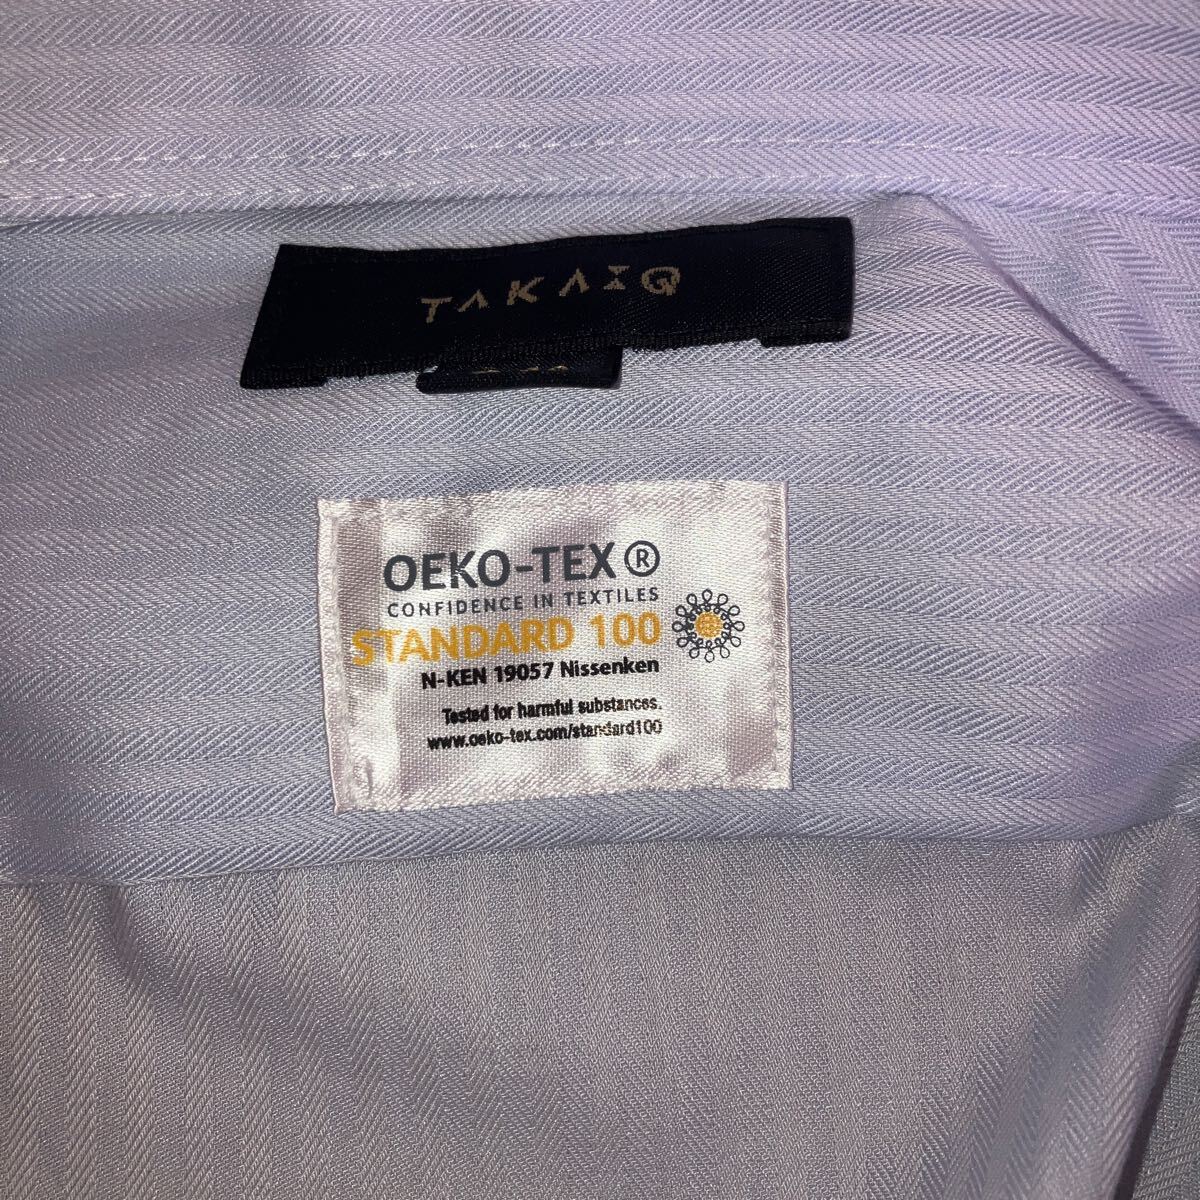 TAKAIQ
OEKO-TEX®
CONFIDENCE IN TEXTILES
STANDARD 100
N-KEN 19057 Nissenken
Tested for harmful substances.
www.oeko-tex.com/standard100